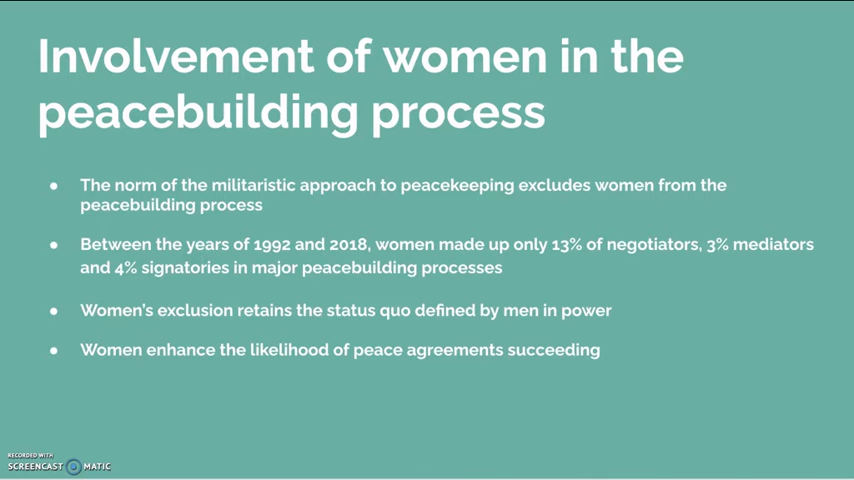 Involvement of women in the
peacebuilding process
● The norm of the militaristic approach to peacekeeping excludes women from the
peacebuilding process
● Between the years of 1992 and 2018, women made up only 13% of negotiators, 3% mediators
and 4% signatories in major peacebuilding processes
● Women’s exclusion retains the status quo defined by men in power
● Women enhance the likelihood of peace agreements succeeding
RECORDED WITH
SCREENCAST MATIC